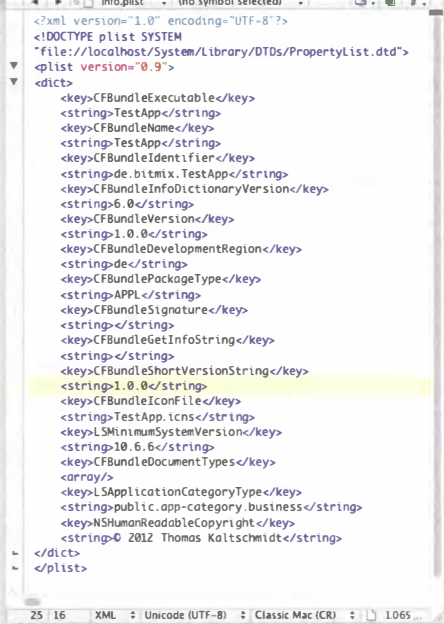 info.plist (no symbol selected)
<?xml version="1.0" encoding="UTF-8"?>
<!DOCTYPE plist SYSTEM
"file://localhost/System/Library/DTDs/PropertyList.dtd">
<plist version="0.9">
<dict>
<key>CFBundleExecutable</key>
<string>TestApp</string>
<key>CFBundleName</key>
<string>TestApp</string>
<key>CFBundleIdentifier</key>
<string>de.bitmix.TestApp</string>
<key>CFBundleInfoDictionaryVersion</key>
<string>6.0</string>
<key>CFBundleVersion</key>
<string>1.0.0</string>
<key>CFBundleDevelopmentRegion</key>
<string>de</string>
<key>CFBundlePackageType</key>
<string>APPL</string>
<key>CFBundleSignature</key>
<string></string>
<key>CFBundleGetInfoString</key>
<string></string>
<key>CFBundleShortVersionString</key>
<string>1.0.0</string>
<key>CFBundleIconFile</key>
<string>TestApp.icns</string>
<key>LSMinimumSystemVersion</key>
<string>10.6.6</string>
<key>CFBundleDocumentTypes</key>
<array/>
<key>LSApplicationCategoryType</key>
<string>public.app-category.business</string>
<key>NSHumanReadableCopyright</key>
<string>© 2012 Thomas Kaltschmidt</string>
</dict>
</plist>
25 16 XML Unicode (UTF-8) Classic Mac (CR) 1.065 ...